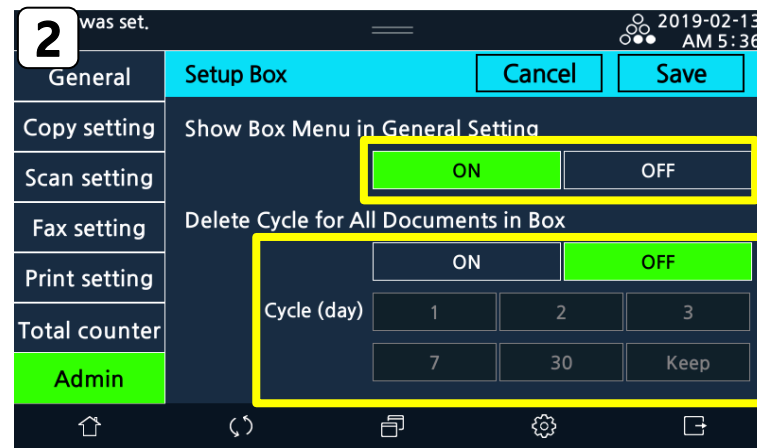 2
was set.
2019-02-13
AM 5:36
General
Setup Box
Cancel
Save
Copy setting
Show Box Menu in General Setting
ON
OFF
Scan setting
Fax setting
Delete Cycle for All Documents in Box
ON
OFF
Print setting
Cycle (day)
1
2
3
Total counter
7
30
Keep
Admin